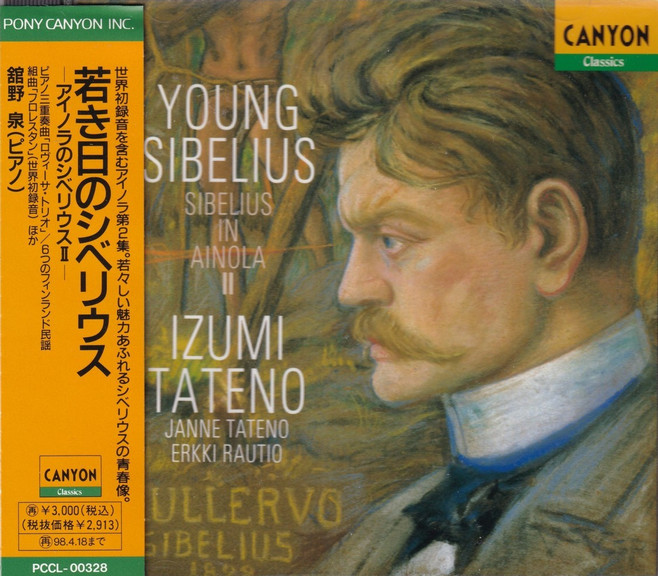 PONY CANYON INC.
世界初録音を含むアイノラ第2集。若々しい魅力あふれるシベリウスの青春像。
若き日のシベリウス
—アイノラのシベリウスⅡ—
ピアノ三重奏曲「ロヴィーサ・トリオ」/6つのフィンランド民謡
組曲「フロレスタン」(世界初録音) ほか
舘野 泉(ピアノ)
CANYON
Classics
再 ¥3,000(税込)
(税抜価格¥2,913)
再 98.4.18まで
PCCL-00328
YOUNG
SIBELIUS
SIBELIUS
IN
AINOLA
II
IZUMI
TATENO
JANNE TATENO
ERKKI RAUTIO
CANYON
Classics
KULLERVO
SIBELIUS